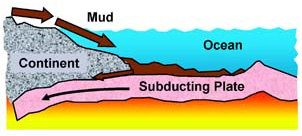 Mud
Ocean
Continent
Subducting Plate